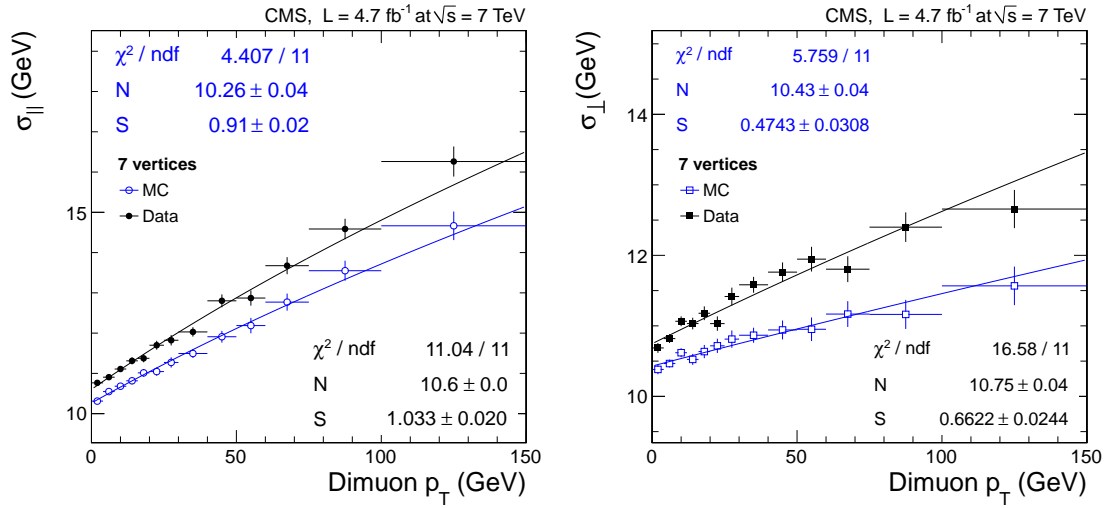 CMS, L = 4.7 fb⁻¹ at √s = 7 TeV
σ|| (GeV)
χ² / ndf 4.407 / 11
N 10.26 ± 0.04
S 0.91 ± 0.02
7 vertices
MC
Data
χ² / ndf 11.04 / 11
N 10.6 ± 0.0
S 1.033 ± 0.020
15
10
0 50 100 150
Dimuon p_T (GeV)
CMS, L = 4.7 fb⁻¹ at √s = 7 TeV
σ⊥ (GeV)
χ² / ndf 5.759 / 11
N 10.43 ± 0.04
S 0.4743 ± 0.0308
7 vertices
MC
Data
χ² / ndf 16.58 / 11
N 10.75 ± 0.04
S 0.6622 ± 0.0244
14
12
10
0 50 100 150
Dimuon p_T (GeV)